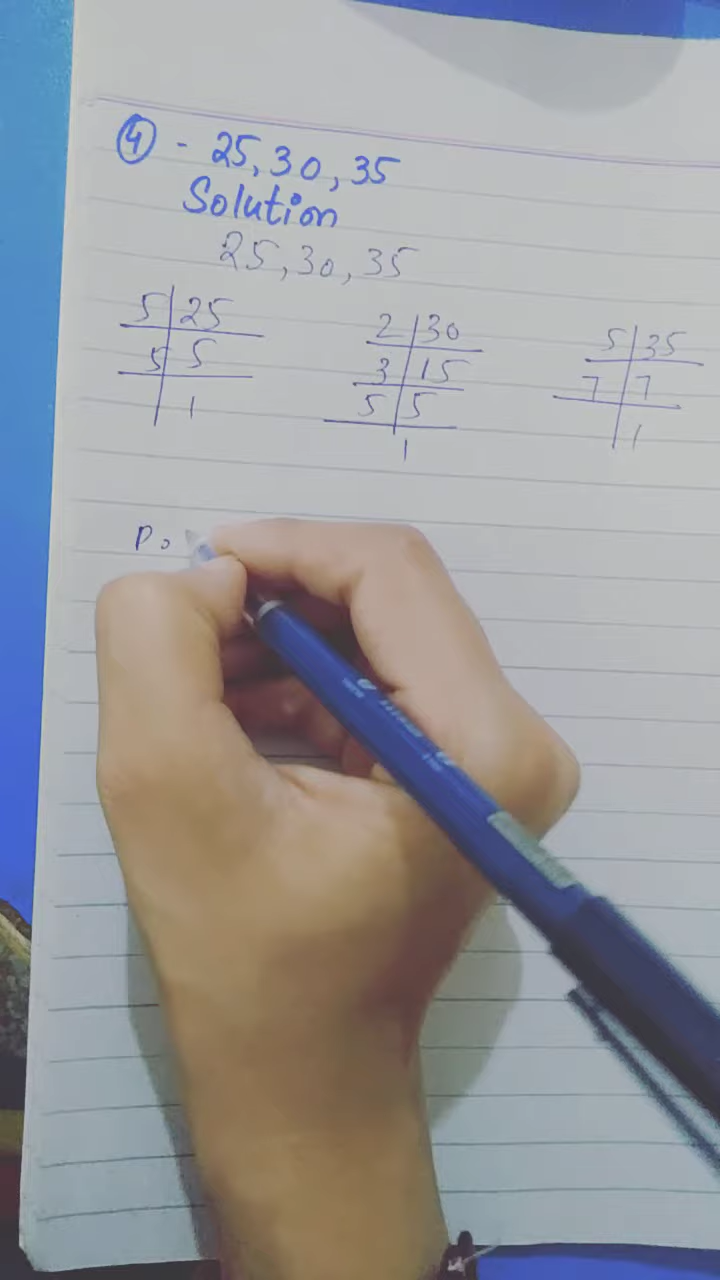 4 - 25, 30, 35
Solution
25, 30, 35
5 | 25
5 | 5
1
2 | 30
3 | 15
5 | 5
1
5 | 35
7 | 7
1
P.